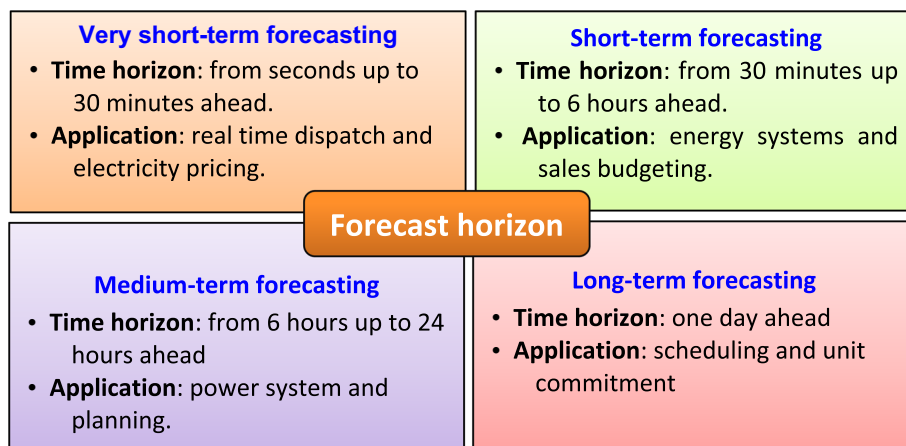 Very short-term forecasting
• Time horizon: from seconds up to
30 minutes ahead.
• Application: real time dispatch and
electricity pricing.
Short-term forecasting
• Time horizon: from 30 minutes up
to 6 hours ahead.
• Application: energy systems and
sales budgeting.
Forecast horizon
Medium-term forecasting
• Time horizon: from 6 hours up to 24
hours ahead
• Application: power system and
planning.
Long-term forecasting
• Time horizon: one day ahead
• Application: scheduling and unit
commitment